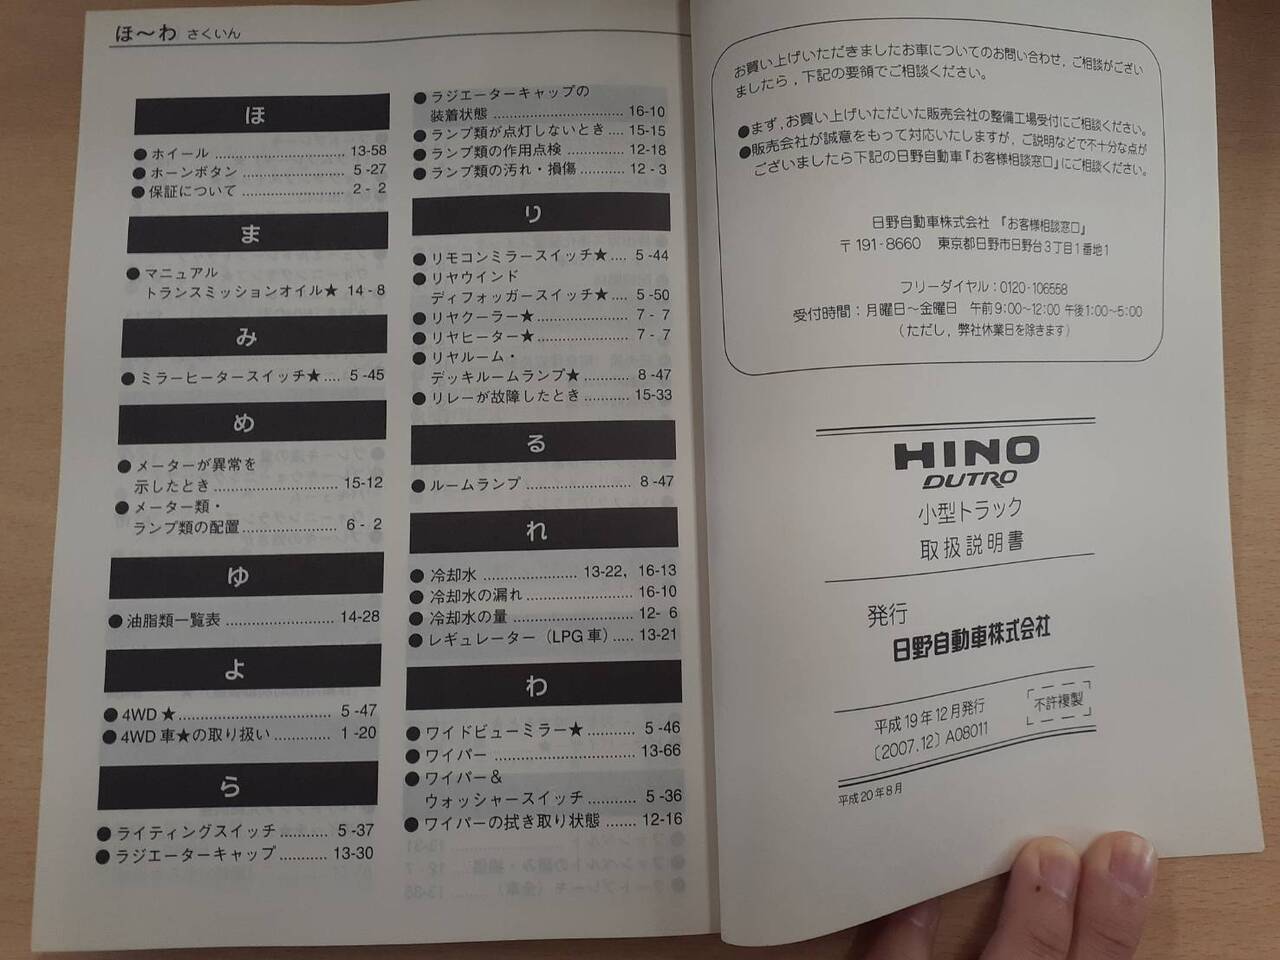 ほ～わ さくいん
ほ
●ホイール ........................ 13-58
●ホーンボタン .................... 5-27
●保証について .................... 2- 2
ま
●マニュアル
トランスミッションオイル★ 14-8
み
●ミラーヒータースイッチ★.... 5-45
め
●メーターが異常を
示したとき ...................... 15-12
●メーター類・
ランプ類の配置.................. 6- 2
ゆ
●油脂類一覧表 .................... 14-28
よ
●4WD ★............................ 5-47
●4WD 車★の取り扱い ............ 1 -20
ら
●ライティングスイッチ ........... 5-37
●ラジエーターキャップ........... 13-30
●ラジエーターキャップの
装着状態 ........................ 16-10
●ランプ類が点灯しないとき .... 15-15
●ランプ類の作用点検 ............ 12-18
●ランプ類の汚れ・損傷 ........... 12 - 3
り
●リモコンミラースイッチ★.... 5 -44
●リヤウインド
ディフォッガースイッチ★.... 5 -50
●リヤクーラー★.................. 7 - 7
●リヤヒーター★.................. 7 - 7
●リヤルーム・
デッキルームランプ★ ........... 8 -47
●リレーが故障したとき ........... 15-33
る
●ルームランプ .................... 8 -47
れ
●冷却水 .................. 13-22, 16-13
●冷却水の漏れ .................... 16-10
●冷却水の量 ...................... 12- 6
●レギュレーター（LPG 車）..... 13-21
わ
●ワイドビューミラー★........... 5 -46
●ワイパー ........................ 13-66
●ワイパー＆
ウォッシャースイッチ ........... 5 -36
●ワイパーの拭き取り状態 ....... 12-16
お買い上げいただきましたお車についてのお問い合わせ，ご相談がござい
ましたら，下記の要領でご相談ください。
●まず，お買い上げいただいた販売会社の整備工場受付にご相談ください。
●販売会社が誠意をもって対応いたしますが，ご説明などで不十分な点が
ございましたら下記の日野自動車『お客様相談窓口』にご相談ください。
日野自動車株式会社 『お客様相談窓口』
〒191-8660 東京都日野市日野台3丁目1番地1
フリーダイヤル：0120-106558
受付時間：月曜日～金曜日 午前9:00～12:00 午後1:00～5:00
（ただし，弊社休業日を除きます）
HINO
DUTRO
小型トラック
取扱説明書
発行
日野自動車株式会社
平成19年12月発行
〔2007.12〕A08011
不許複製
平成20年8月